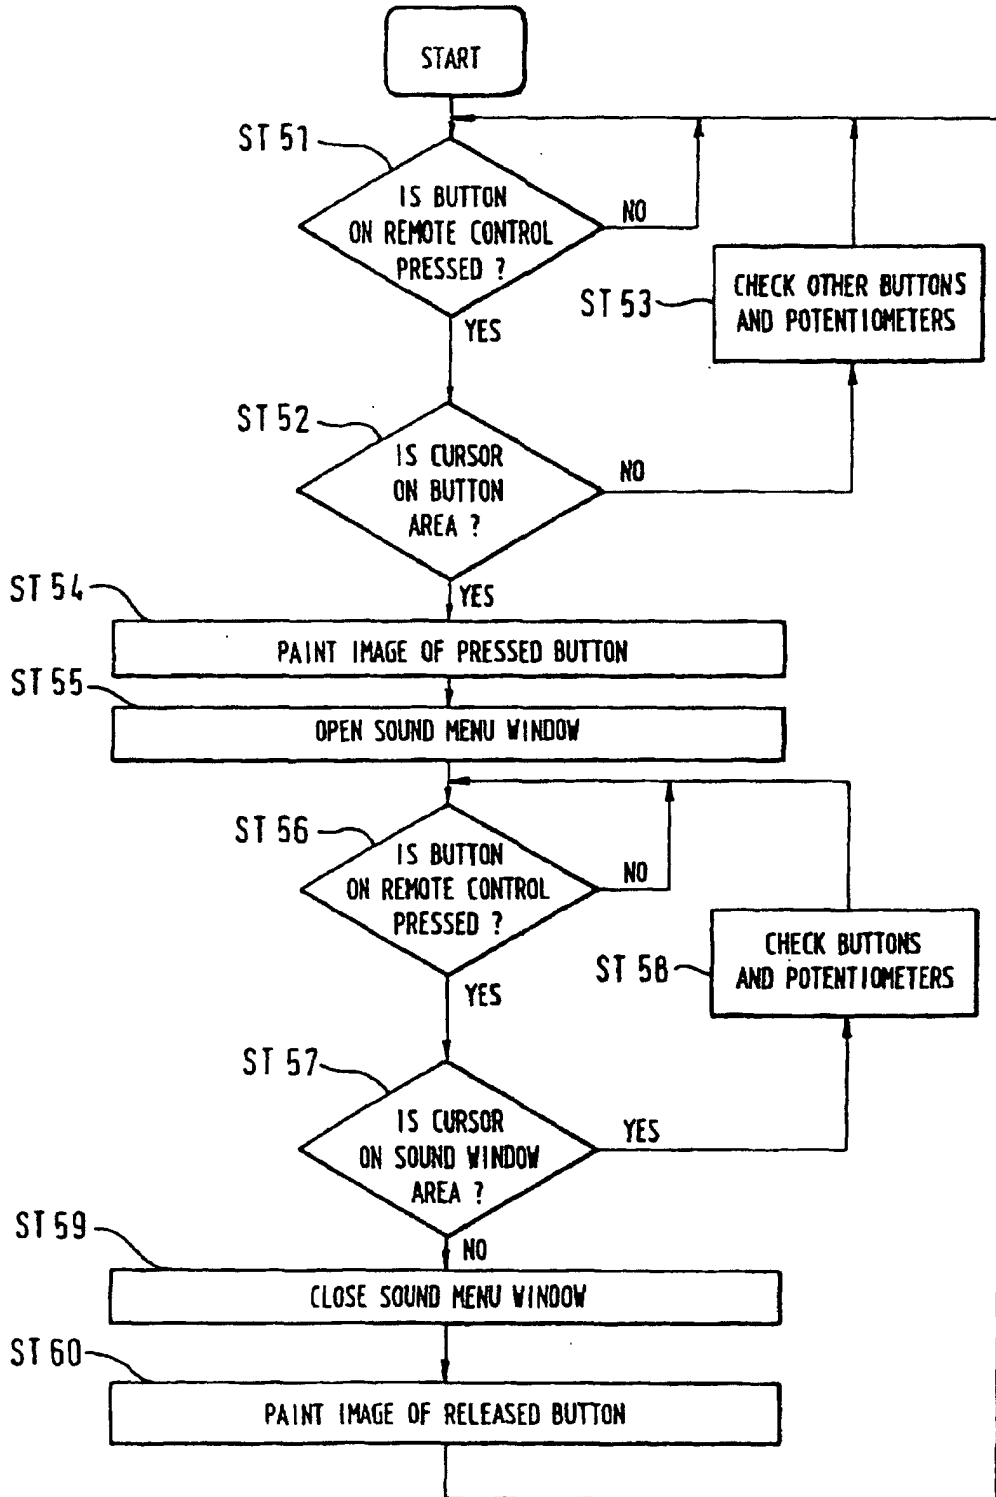 START
ST 51
IS BUTTON
ON REMOTE CONTROL
PRESSED ?
NO
YES
ST 53
CHECK OTHER BUTTONS
AND POTENTIOMETERS
ST 52
IS CURSOR
ON BUTTON
AREA ?
NO
YES
ST 54
PAINT IMAGE OF PRESSED BUTTON
ST 55
OPEN SOUND MENU WINDOW
ST 56
IS BUTTON
ON REMOTE CONTROL
PRESSED ?
NO
YES
ST 58
CHECK BUTTONS
AND POTENTIOMETERS
ST 57
IS CURSOR
ON SOUND WINDOW
AREA ?
YES
NO
ST 59
CLOSE SOUND MENU WINDOW
ST 60
PAINT IMAGE OF RELEASED BUTTON